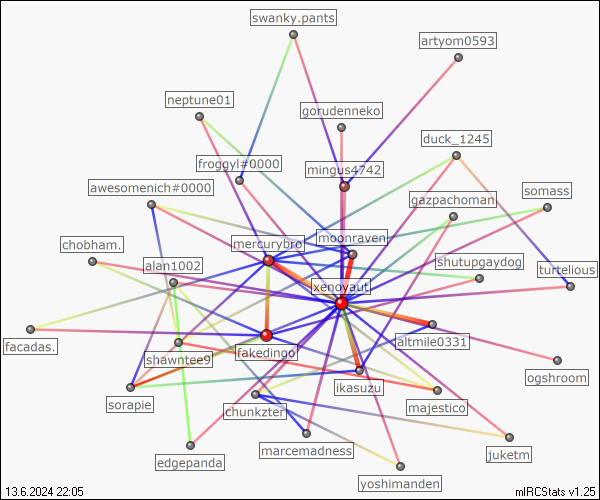 swanky.pants
artyom0593
neptune01
gorudenneko
duck_1245
froggyl#0000
mingus4742
awesomenich#0000
gazpachoman
somass
mercurybro
moonraven
chobham.
alan1002
shutupgaydog
turtelious
xenoyaut
facadas.
shawntee9
fakedingo
altmile0331
ogshroom
ikasuzu
sorapie
chunkzter
majestico
marcemadness
juketm
edgepanda
yoshimanden
13.6.2024 22:05
mIRCStats v1.25